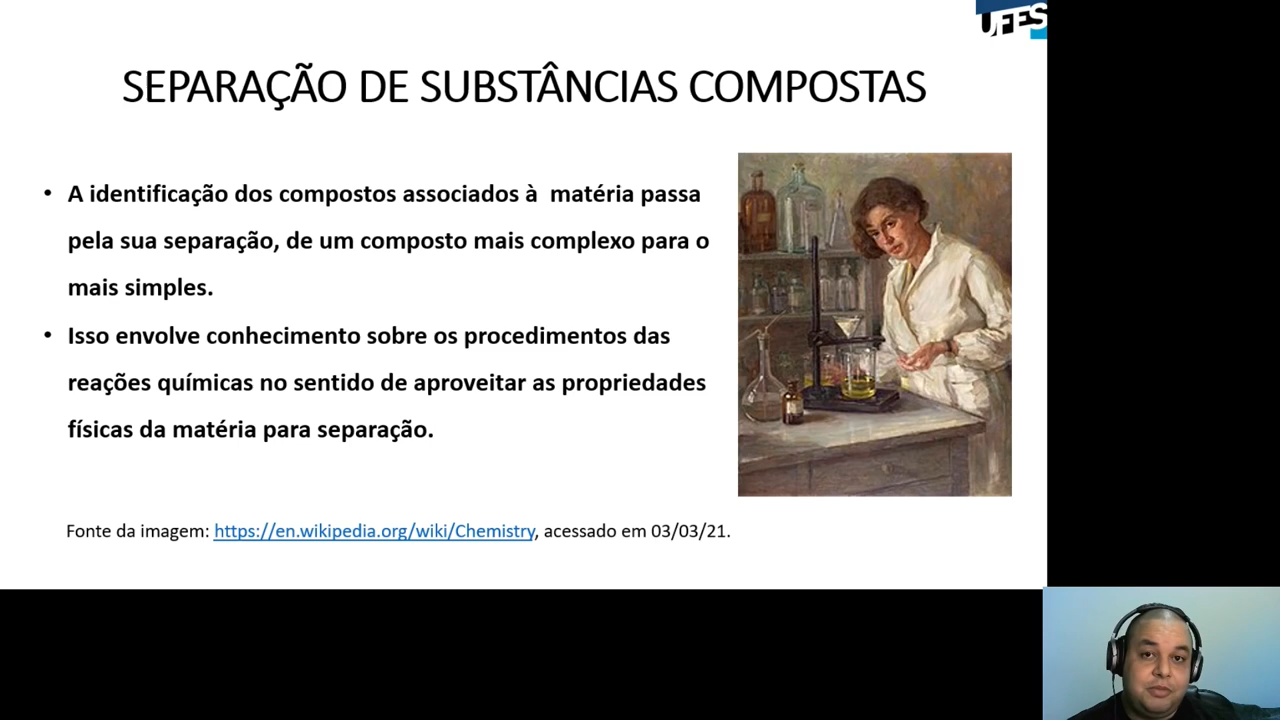 UFES
SEPARAÇÃO DE SUBSTÂNCIAS COMPOSTAS
• A identificação dos compostos associados à  matéria passa
pela sua separação, de um composto mais complexo para o
mais simples.
• Isso envolve conhecimento sobre os procedimentos das
reações químicas no sentido de aproveitar as propriedades
físicas da matéria para separação.
Fonte da imagem: https://en.wikipedia.org/wiki/Chemistry, acessado em 03/03/21.